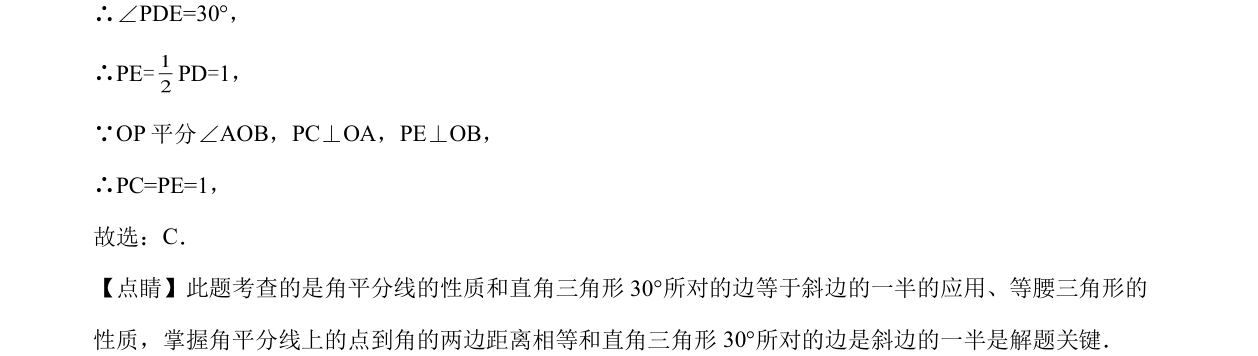 ∴∠PDE=30°，
∴PE=1/2 PD=1，
∵OP 平分∠AOB，PC⊥OA，PE⊥OB，
∴PC=PE=1，
故选：C．
【点睛】此题考查的是角平分线的性质和直角三角形 30°所对的边等于斜边的一半的应用、等腰三角形的
性质，掌握角平分线上的点到角的两边距离相等和直角三角形 30°所对的边是斜边的一半是解题关键．